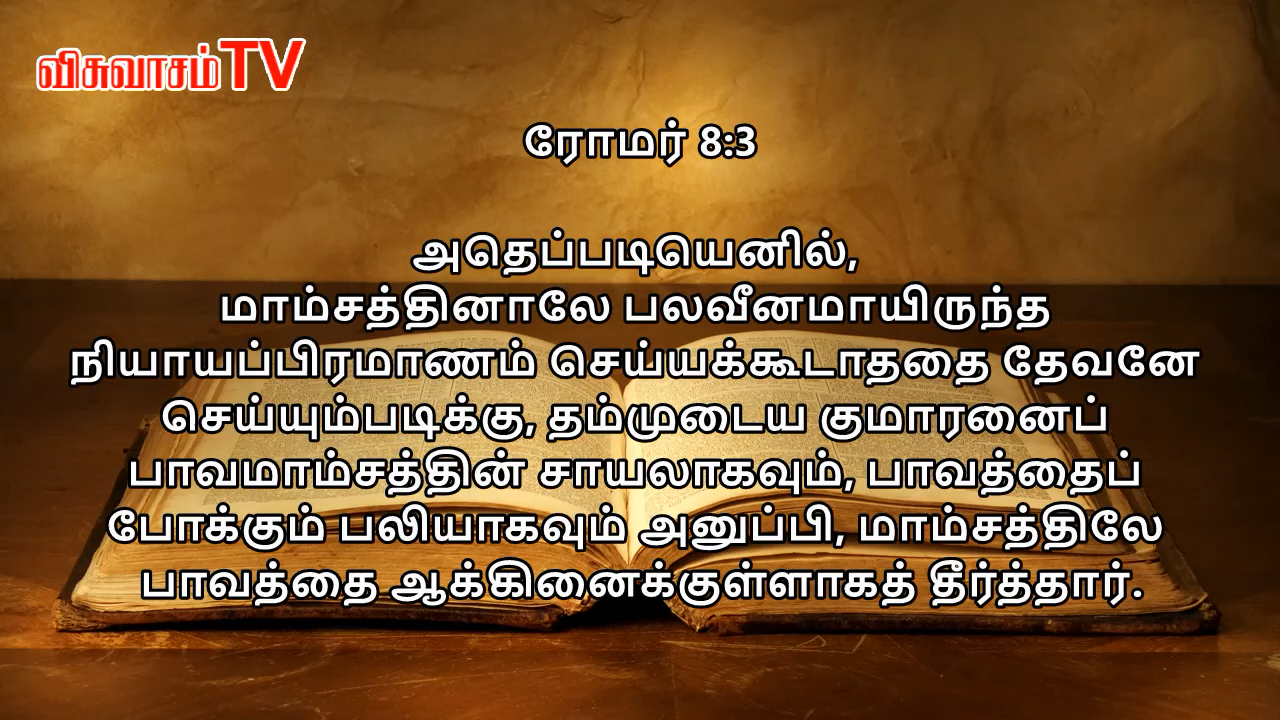 விசுவாசம்TV
ரோமர் 8:3
அதெப்படியெனில்,
மாம்சத்தினாலே பலவீனமாயிருந்த
நியாயப்பிரமாணம் செய்யக்கூடாததை தேவனே
செய்யும்படிக்கு, தம்முடைய குமாரனைப்
பாவமாம்சத்தின் சாயலாகவும், பாவத்தைப்
போக்கும் பலியாகவும் அனுப்பி, மாம்சத்திலே
பாவத்தை ஆக்கினைக்குள்ளாகத் தீர்த்தார்.